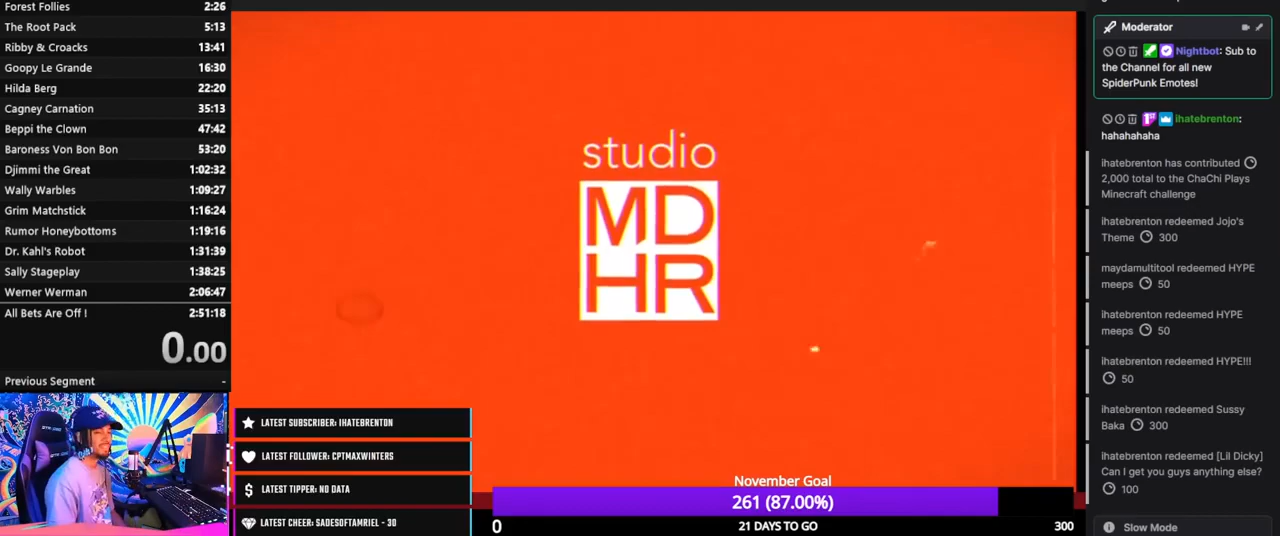 Forest Follies 2:26
The Root Pack 5:13
Ribby & Croacks 13:41
Goopy Le Grande 16:30
Hilda Berg 22:20
Cagney Carnation 35:13
Beppi the Clown 47:42
Baroness Von Bon Bon 53:20
Djimmi the Great 1:02:32
Wally Warbles 1:09:27
Grim Matchstick 1:16:24
Rumor Honeybottoms 1:19:16
Dr. Kahl's Robot 1:31:39
Sally Stageplay 1:38:25
Werner Werman 2:06:47
All Bets Are Off ! 2:51:18
0.00
Previous Segment -
studio
MD
HR
LATEST SUBSCRIBER: IHATEBRENTON
LATEST FOLLOWER: CPTMAXWINTERS
LATEST TIPPER: NO DATA
LATEST CHEER: SADESOFTAMRIEL - 30
November Goal
261 (87.00%)
0 21 DAYS TO GO 300
Moderator
Nightbot: Sub to
the Channel for all new
SpiderPunk Emotes!
ihatebrenton:
hahahahaha
ihatebrenton has contributed
2,000 total to the ChaChi Plays
Minecraft challenge
ihatebrenton redeemed Jojo's
Theme 300
maydamultitool redeemed HYPE
meeps 50
ihatebrenton redeemed HYPE
meeps 50
ihatebrenton redeemed HYPE!!!
50
ihatebrenton redeemed Sussy
Baka 300
ihatebrenton redeemed [Lil Dicky]
Can I get you guys anything else?
100
Slow Mode